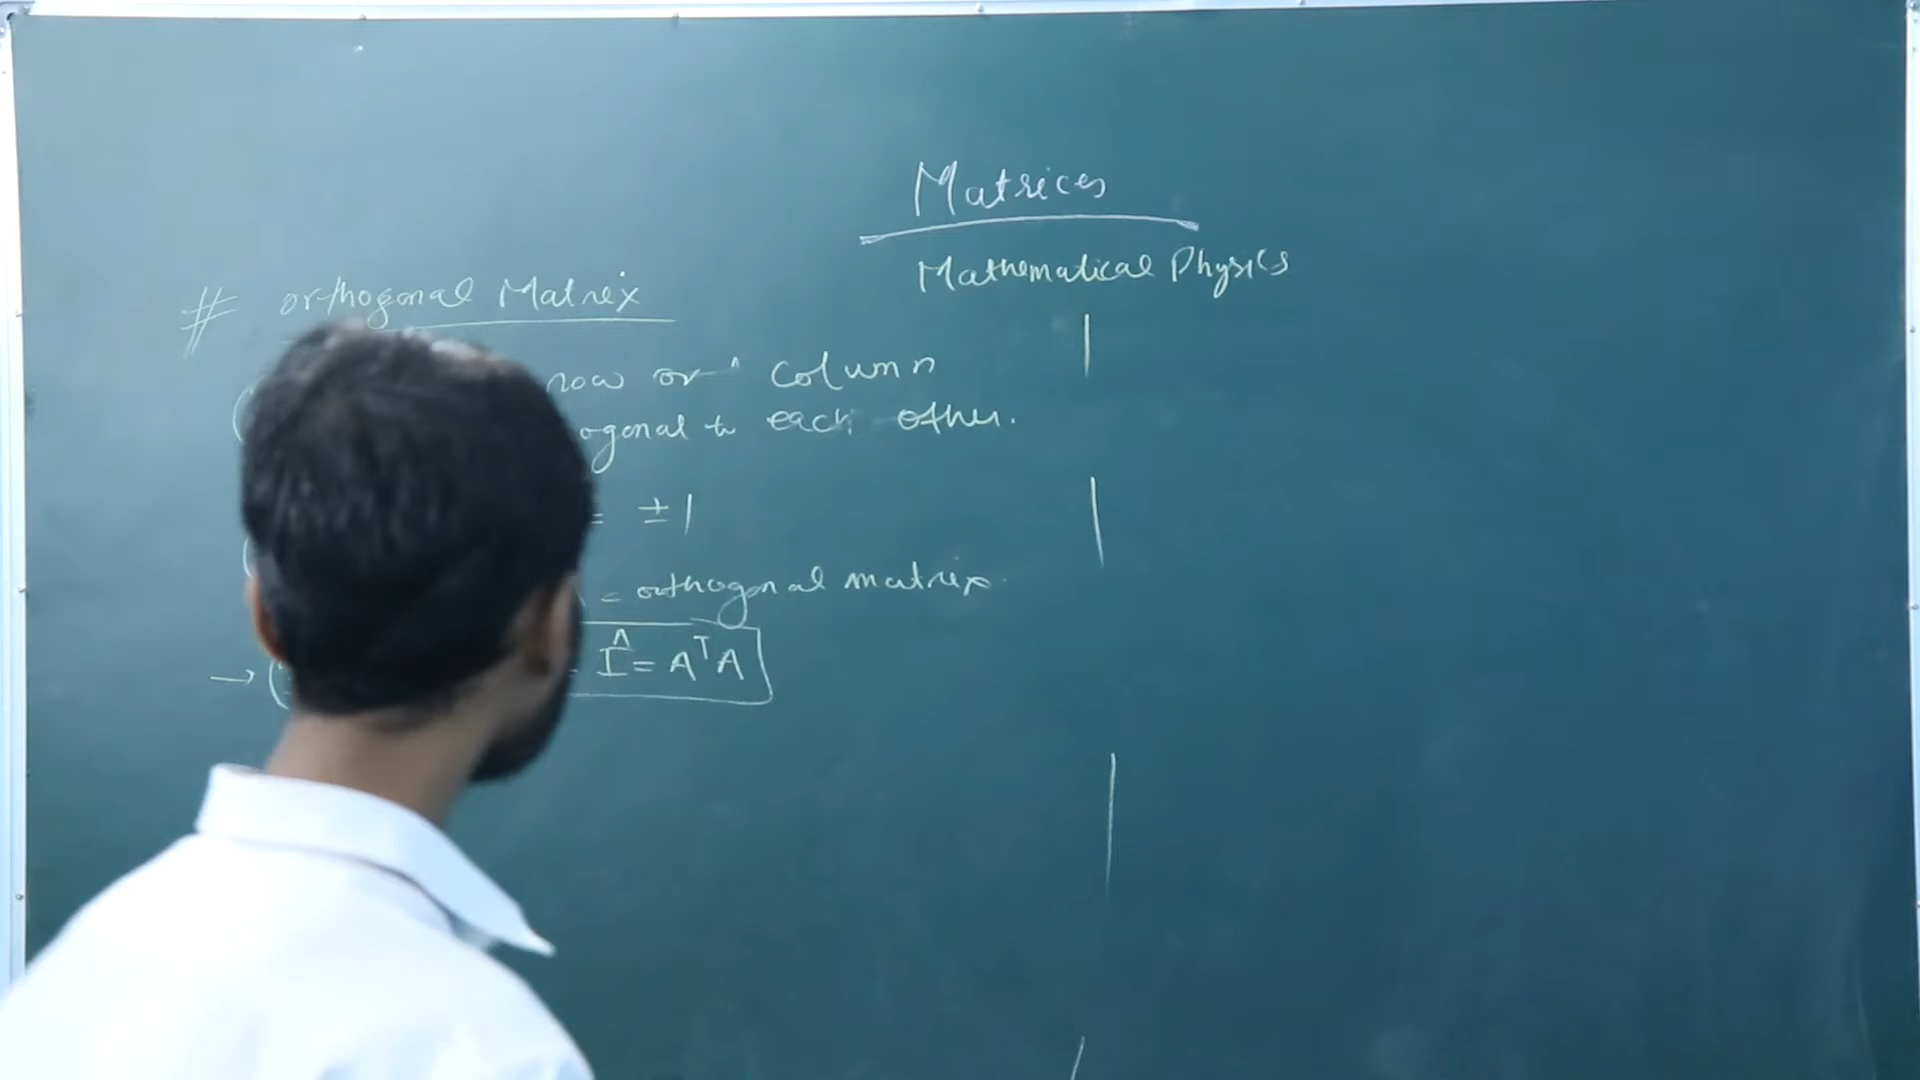 Matrices
Mathematical Physics
# orthogonal Matrix
row or column
ogonal to each other.
= ±1
= orthogonal matrix.
→ ( Î = AᵀA